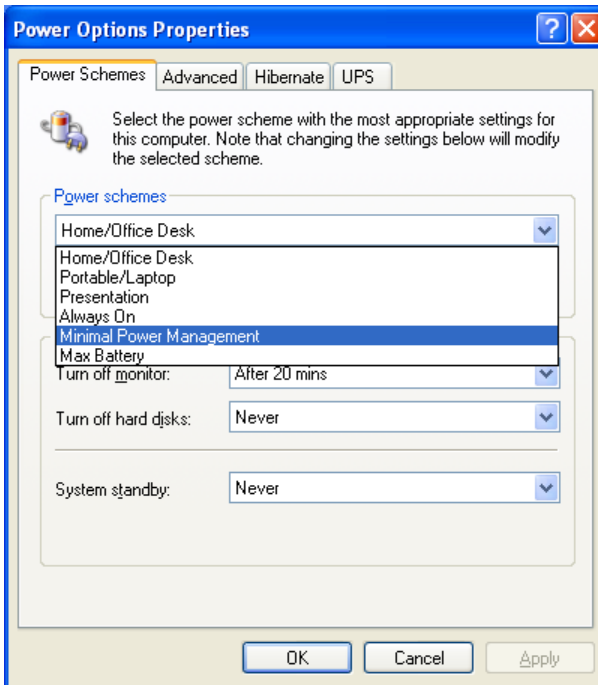 Power Options Properties
Power Schemes Advanced Hibernate UPS
Select the power scheme with the most appropriate settings for
this computer. Note that changing the settings below will modify
the selected scheme.
Power schemes
Home/Office Desk
Home/Office Desk
Portable/Laptop
Presentation
Always On
Minimal Power Management
Max Battery
Turn off monitor: After 20 mins
Turn off hard disks: Never
System standby: Never
OK Cancel Apply